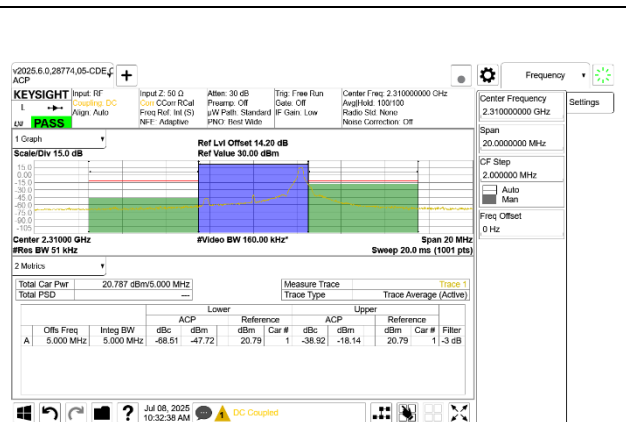 v2025.6.0,28774,05-CDE,C
ACP
+
Frequency
KEYSIGHT
L
PASS
Input: RF
Coupling: DC
Align: Auto
Input Z: 50 Ω
Corr CCorr RCal
Freq Ref: Int (S)
NFE: Adaptive
Atten: 30 dB
Preamp: Off
µW Path: Standard
PNO: Best Wide
Trig: Free Run
Gate: Off
IF Gain: Low
Center Freq: 2.310000000 GHz
Avg|Hold: 100/100
Radio Std: None
Noise Correction: Off
Center Frequency
2.31000000 GHz
Settings
Span
20.0000000 MHz
CF Step
2.000000 MHz
Auto
Man
Freq Offset
0 Hz
1 Graph
Scale/Div 15.0 dB
Ref Lvl Offset 14.20 dB
Ref Value 30.00 dBm
15.0
0.00
-15.0
-30.0
-45.0
-60.0
-75.0
-90.0
-105
Center 2.31000 GHz
#Video BW 160.00 kHz*
Span 20 MHz
#Res BW 51 kHz
Sweep 20.0 ms (1001 pts)
2 Metrics
Total Car Pwr 20.787 dBm/5.000 MHz Measure Trace Trace 1
Total PSD --- Trace Type Trace Average (Active)
Lower Upper
ACP Reference ACP Reference
Offs Freq Integ BW dBc dBm dBm Car # dBc dBm dBm Car # Filter
A 5.000 MHz 5.000 MHz -68.51 -47.72 20.79 1 -38.92 -18.14 20.79 1 -3 dB
?
Jul 08, 2025
10:32:38 AM
DC Coupled